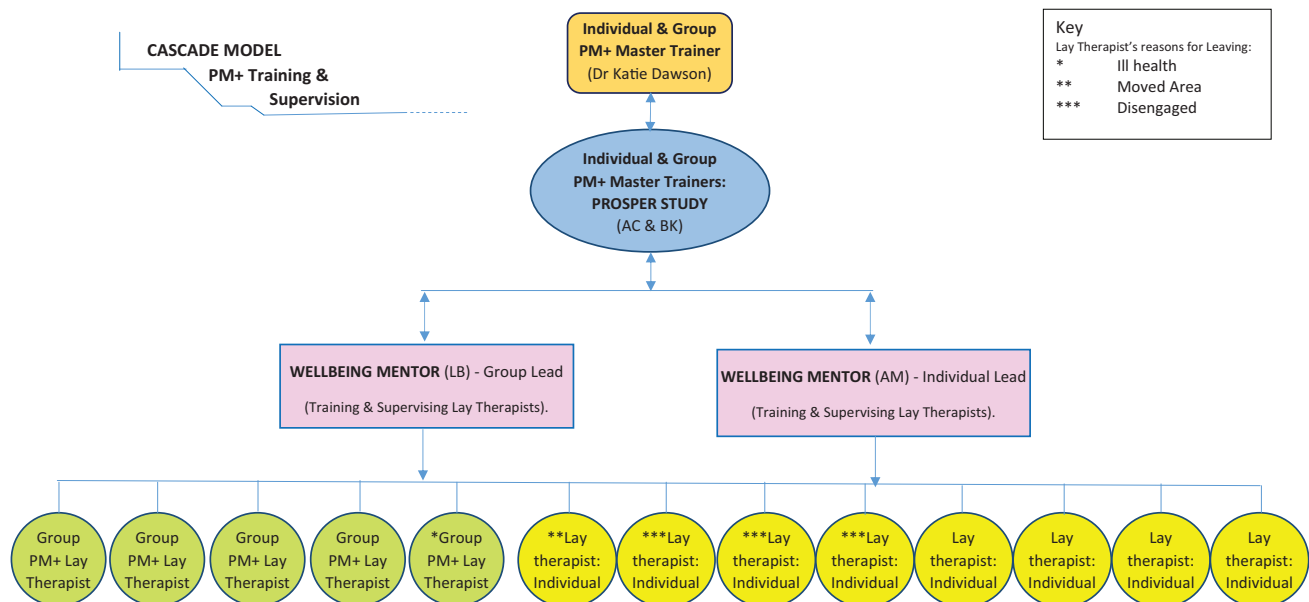 CASCADE MODEL
PM+ Training &
Supervision
Individual & Group
PM+ Master Trainer
(Dr Katie Dawson)
Key
Lay Therapist's reasons for Leaving:
* Ill health
** Moved Area
*** Disengaged
Individual & Group
PM+ Master Trainers:
PROSPER STUDY
(AC & BK)
WELLBEING MENTOR (LB) - Group Lead
(Training & Supervising Lay Therapists).
WELLBEING MENTOR (AM) - Individual Lead
(Training & Supervising Lay Therapists).
Group
PM+ Lay
Therapist
Group
PM+ Lay
Therapist
Group
PM+ Lay
Therapist
Group
PM+ Lay
Therapist
*Group
PM+ Lay
Therapist
**Lay
therapist:
Individual
***Lay
therapist:
Individual
***Lay
therapist:
Individual
***Lay
therapist:
Individual
Lay
therapist:
Individual
Lay
therapist:
Individual
Lay
therapist:
Individual
Lay
therapist:
Individual